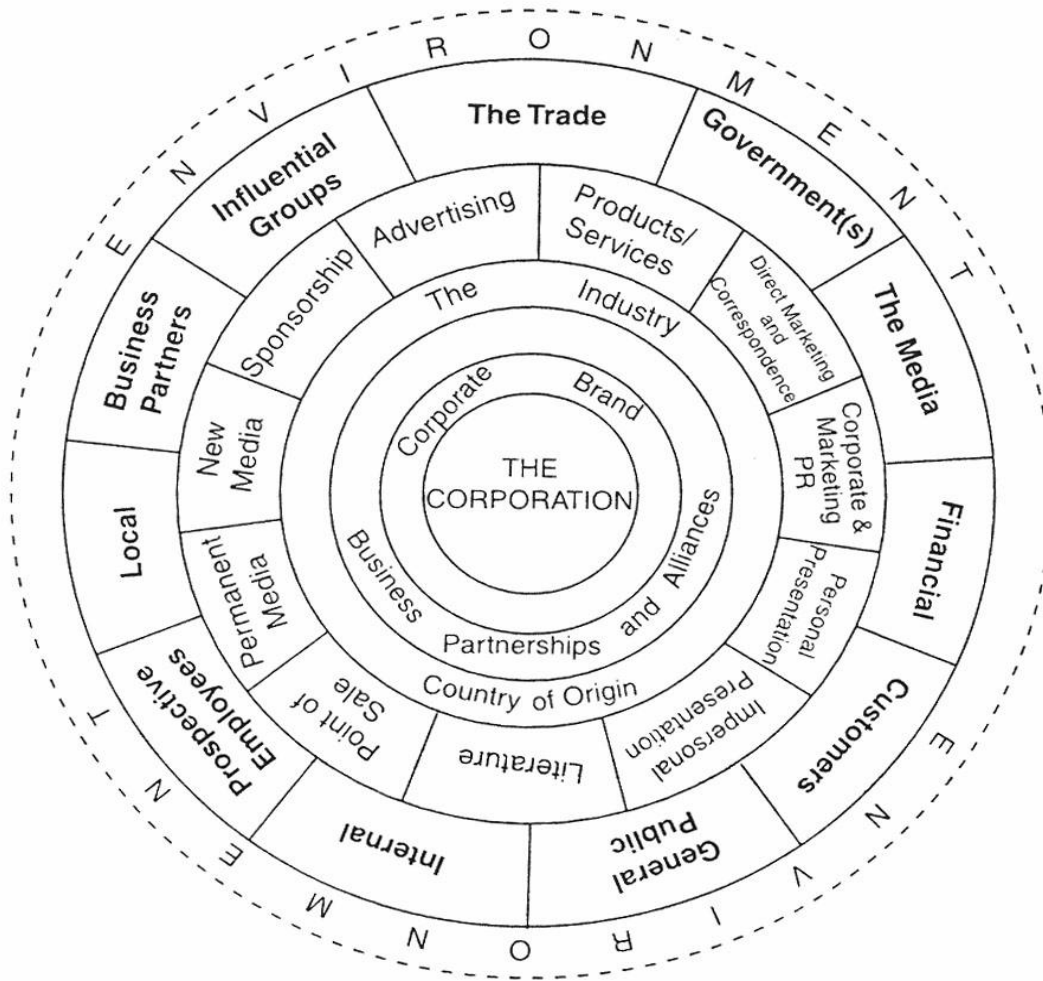 ENVIRONMENT
ENVIRONMENT
The Trade
Government(s)
The Media
Financial
Customers
General
Public
Internal
Prospective
Employees
Local
Business
Partners
Influential
Groups
Advertising
Products/
Services
Direct Marketing
and
Correspondence
Corporate &
Marketing
PR
Personal
Presentation
Impersonal
Presentation
Literature
Point of
Sale
Permanent
Media
New
Media
Sponsorship
The Industry
Country of Origin
Business Partnerships and Alliances
Corporate Brand
THE
CORPORATION